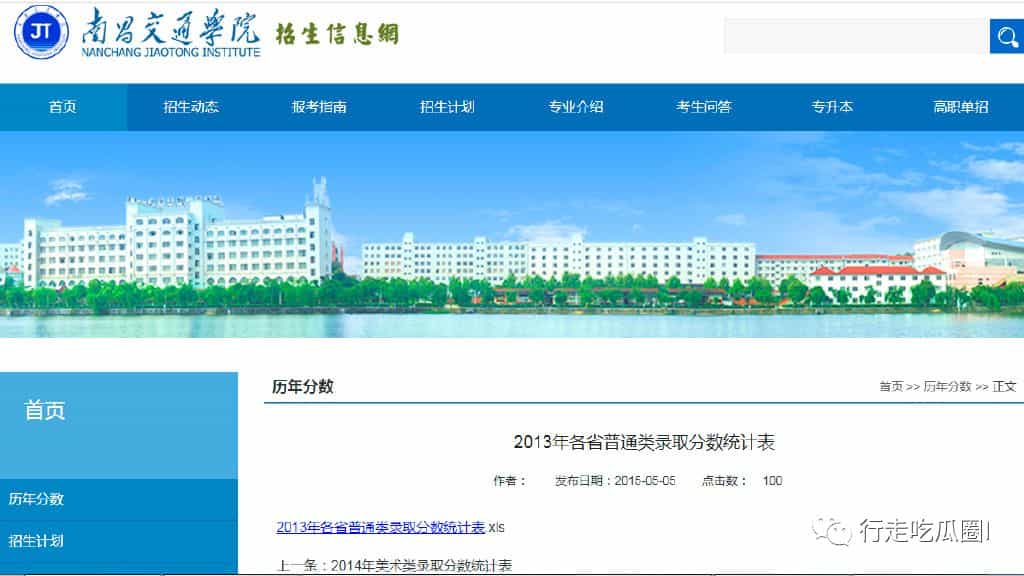 JT
南昌交通學院 招生信息網
NANCHANG JIAOTONG INSTITUTE
首页 招生动态 报考指南 招生计划 专业介绍 考生问答 专升本 高职单招
首页
历年分数
招生计划
历年分数
首页 >> 历年分数 >> 正文
2013年各省普通类录取分数统计表
作者： 发布日期：2015-05-05 点击数： 100
2013年各省普通类录取分数统计表.xls
上一条：2014年美术类录取分数统计表
行走吃瓜圈